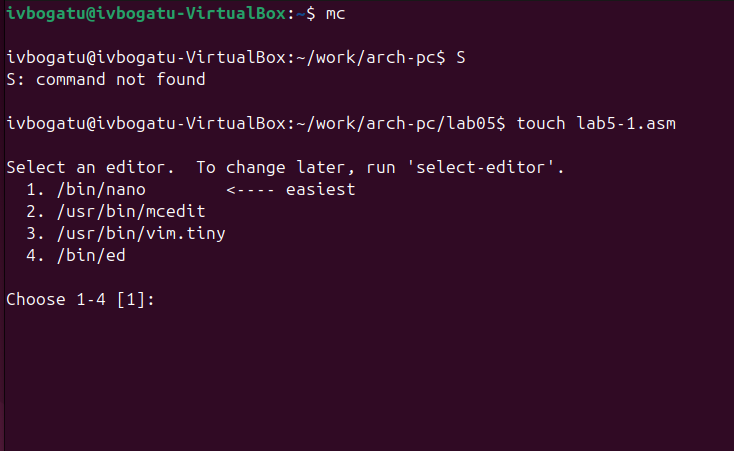 ivbogatu@ivbogatu-VirtualBox:~$ mc
ivbogatu@ivbogatu-VirtualBox:~/work/arch-pc$ S
S: command not found
ivbogatu@ivbogatu-VirtualBox:~/work/arch-pc/lab05$ touch lab5-1.asm
Select an editor.  To change later, run 'select-editor'.
  1. /bin/nano        <---- easiest
  2. /usr/bin/mcedit
  3. /usr/bin/vim.tiny
  4. /bin/ed
Choose 1-4 [1]: